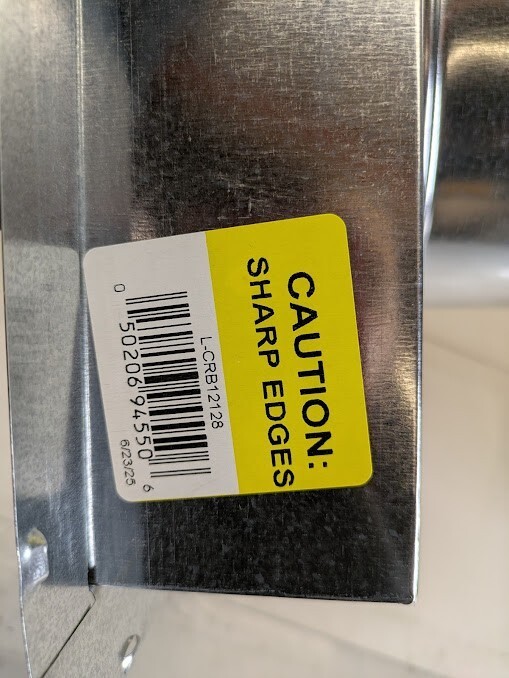 CAUTION:
SHARP EDGES
L-CRB12128
0 50206 94550 6
6/23/25